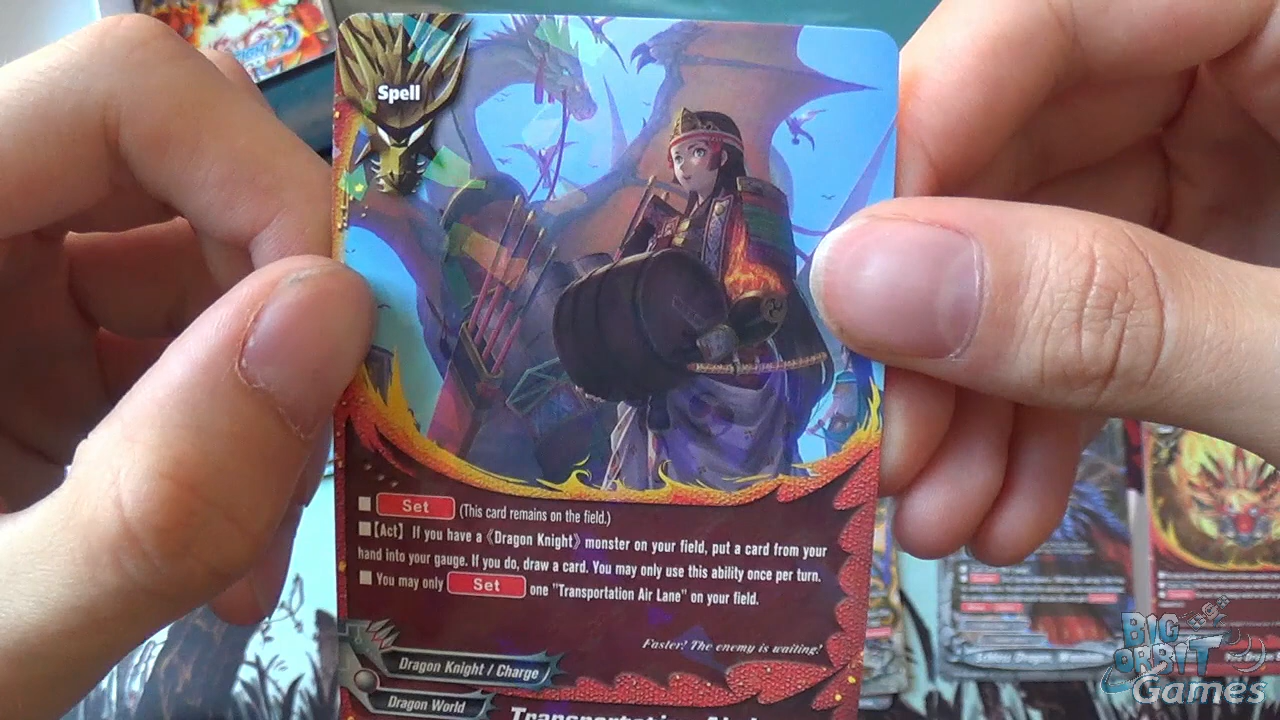 Spell
■ Set (This card remains on the field.)
■【Act】 If you have a 《Dragon Knight》 monster on your field, put a card from your
hand into your gauge. If you do, draw a card. You may only use this ability once per turn.
■ You may only Set one "Transportation Air Lane" on your field.
Faster! The enemy is waiting!
Dragon Knight / Charge
Dragon World
BIG
ORBIT
Games